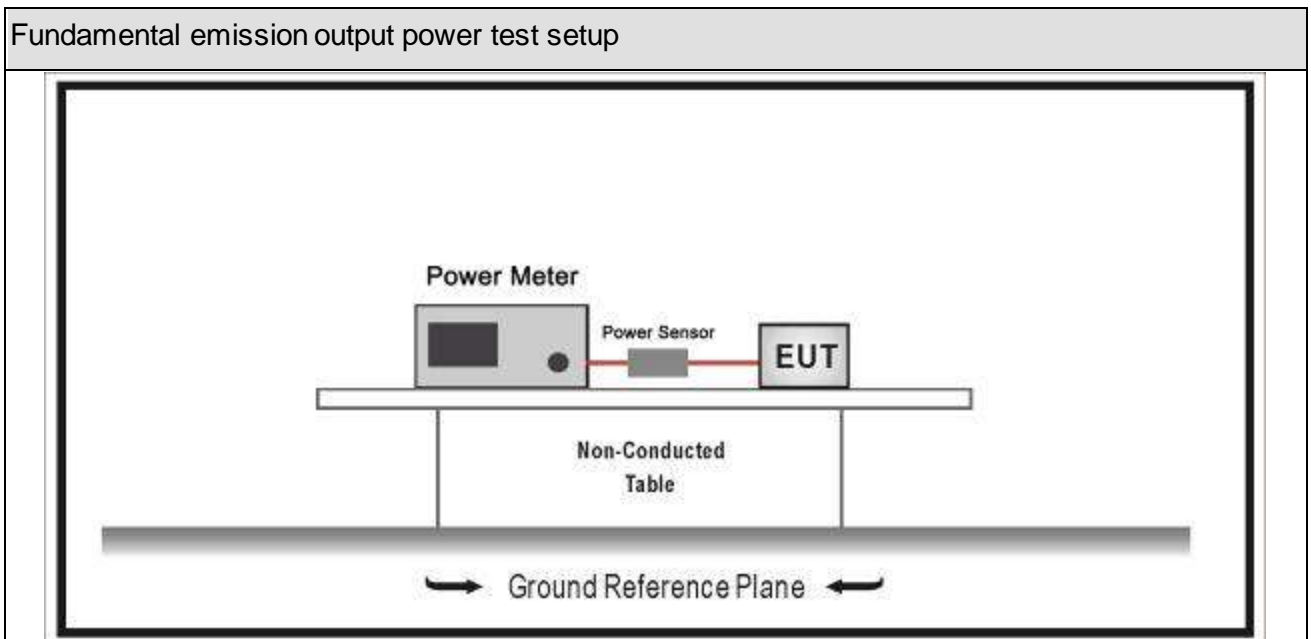 Fundamental emission output power test setup
Power Meter
Power Sensor
EUT
Non-Conducted
Table
Ground Reference Plane